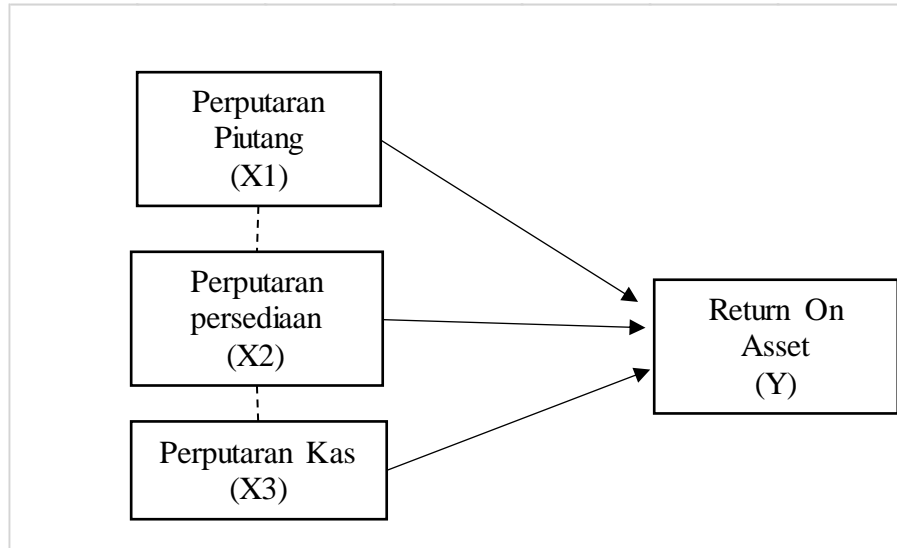 Perputaran
Piutang
(X1)
Perputaran
persediaan
(X2)
Perputaran Kas
(X3)
Return On
Asset
(Y)